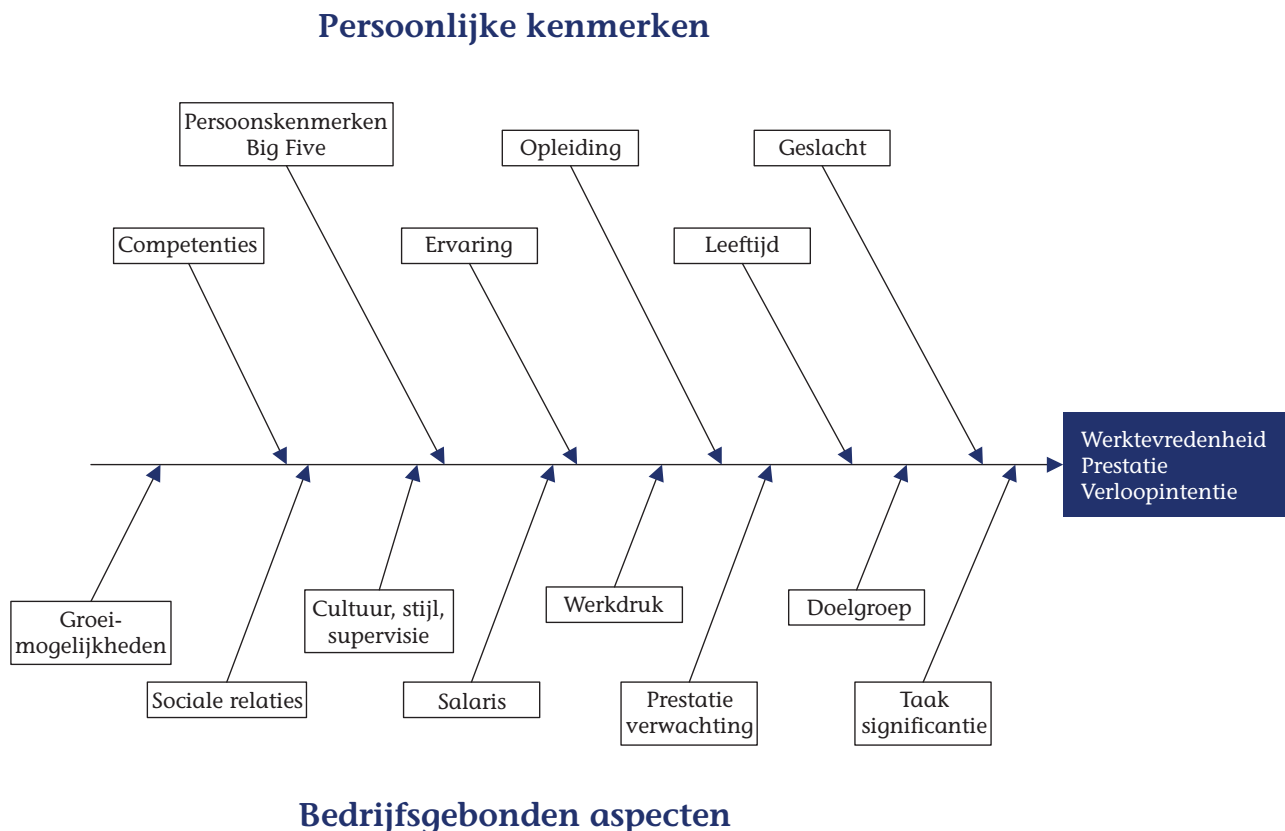 Persoonlijke kenmerken
Persoonskenmerken
Big Five
Opleiding
Geslacht
Competenties
Ervaring
Leeftijd
Werktevredenheid
Prestatie
Verloopintentie
Groei-
mogelijkheden
Cultuur, stijl,
supervisie
Werkdruk
Doelgroep
Sociale relaties
Salaris
Prestatie
verwachting
Taak
significantie
Bedrijfsgebonden aspecten